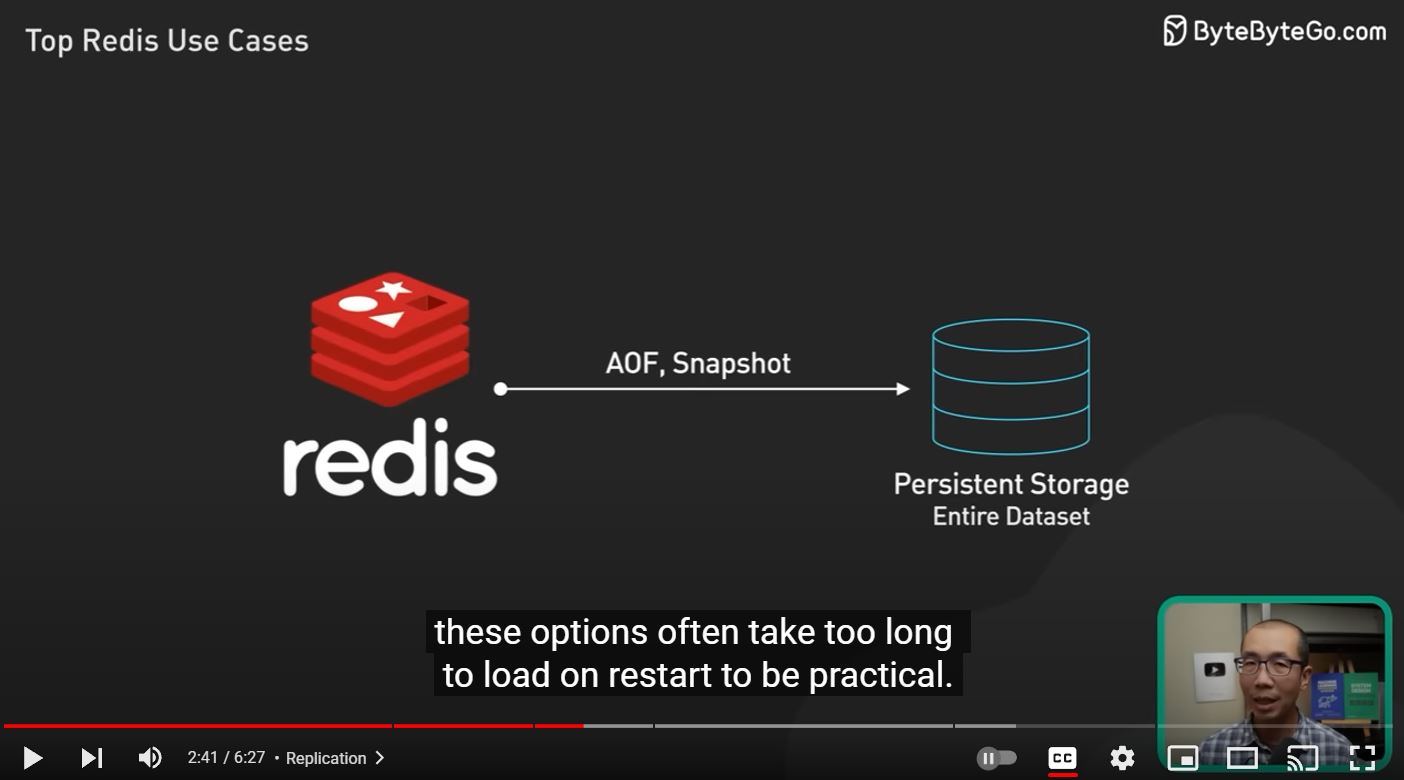 Top Redis Use Cases
ByteByteGo.com
AOF, Snapshot
redis
Persistent Storage
Entire Dataset
these options often take too long
to load on restart to be practical.
2:41 / 6:27 • Replication
CC